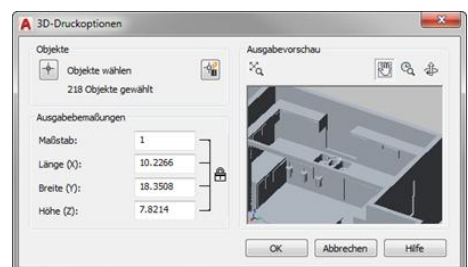 3D-Druckoptionen
Objekte
Objekte wählen
218 Objekte gewählt
Ausgabebemaßungen
Maßstab: 1
Länge (X): 10.2266
Breite (Y): 18.3508
Höhe (Z): 7.8214
Ausgabevorschau
OK Abbrechen Hilfe